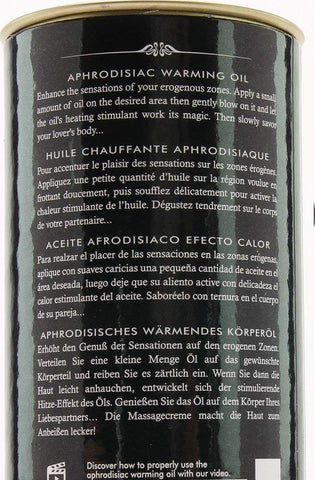 APHRODISIAC WARMING OIL
Enhance the sensations of your erogenous zones. Apply a small
amount of oil on the desired area then gently blow on it and let
the oil's heating stimulant work its magic. Then slowly savor
your lover's body...
HUILE CHAUFFANTE APHRODISIAQUE
Pour accentuer le plaisir des sensations sur les zones érogènes.
Appliquez une petite quantité d'huile sur la région voulue en
frottant doucement, puis soufflez délicatement pour activer la
chaleur stimulante de l'huile. Dégustez tendrement sur le corps
de votre partenaire...
ACEITE AFRODISIACO EFECTO CALOR
Para realzar el placer de las sensaciones en las zonas erógenas,
aplique con suaves caricias una pequeña cantidad de aceite en el
área deseada, luego deje que su aliento active con delicadeza el
calor estimulante del aceite. Saboréelo con ternura en el cuerpo
de su pareja...
APHRODISISCHES WÄRMENDES KÖRPERÖL
Erhöht den Genuß der Sensationen auf den erogenen Zonen.
Verteilen Sie eine kleine Menge Öl auf das gewünschte
Körperteil und reiben Sie es zärtlich ein. Wenn Sie dann die
Haut leicht anhauchen, entwickelt sich der stimulierende
Hitze-Effekt des Öls. Genießen Sie das Öl auf dem Körper Ihres
Liebespartners... Die Massagecreme macht die Haut zum
Anbeißen lecker!
Discover how to properly use the
aphrodisiac warming oil with our video.